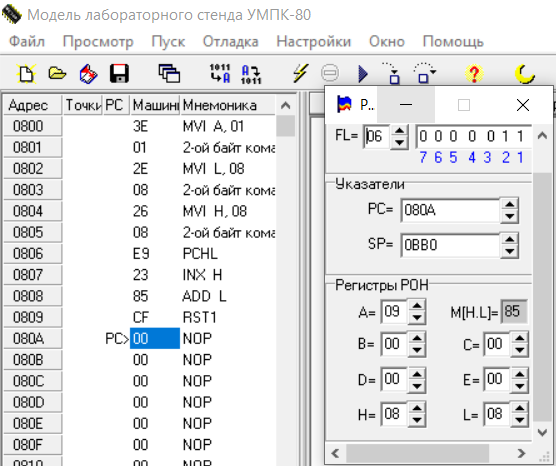 Модель лабораторного стенда УМПК-80
Файл Просмотр Пуск Отладка Настройки Окно Помощь
Адрес Точки PC Машинн Мнемоника
0800 3E MVI A, 01
0801 01 2-ой байт кома
0802 2E MVI L, 08
0803 08 2-ой байт кома
0804 26 MVI H, 08
0805 08 2-ой байт кома
0806 E9 PCHL
0807 23 INX H
0808 85 ADD L
0809 CF RST1
080A PC> 00 NOP
080B 00 NOP
080C 00 NOP
080D 00 NOP
080E 00 NOP
080F 00 NOP
0810 00 NOP
Р..
FL= 06 0 0 0 0 0 1 1
7 6 5 4 3 2 1
Указатели
PC= 080A
SP= 0BB0
Регистры РОН
A= 09 M[H.L]= 85
B= 00 C= 00
D= 00 E= 00
H= 08 L= 08